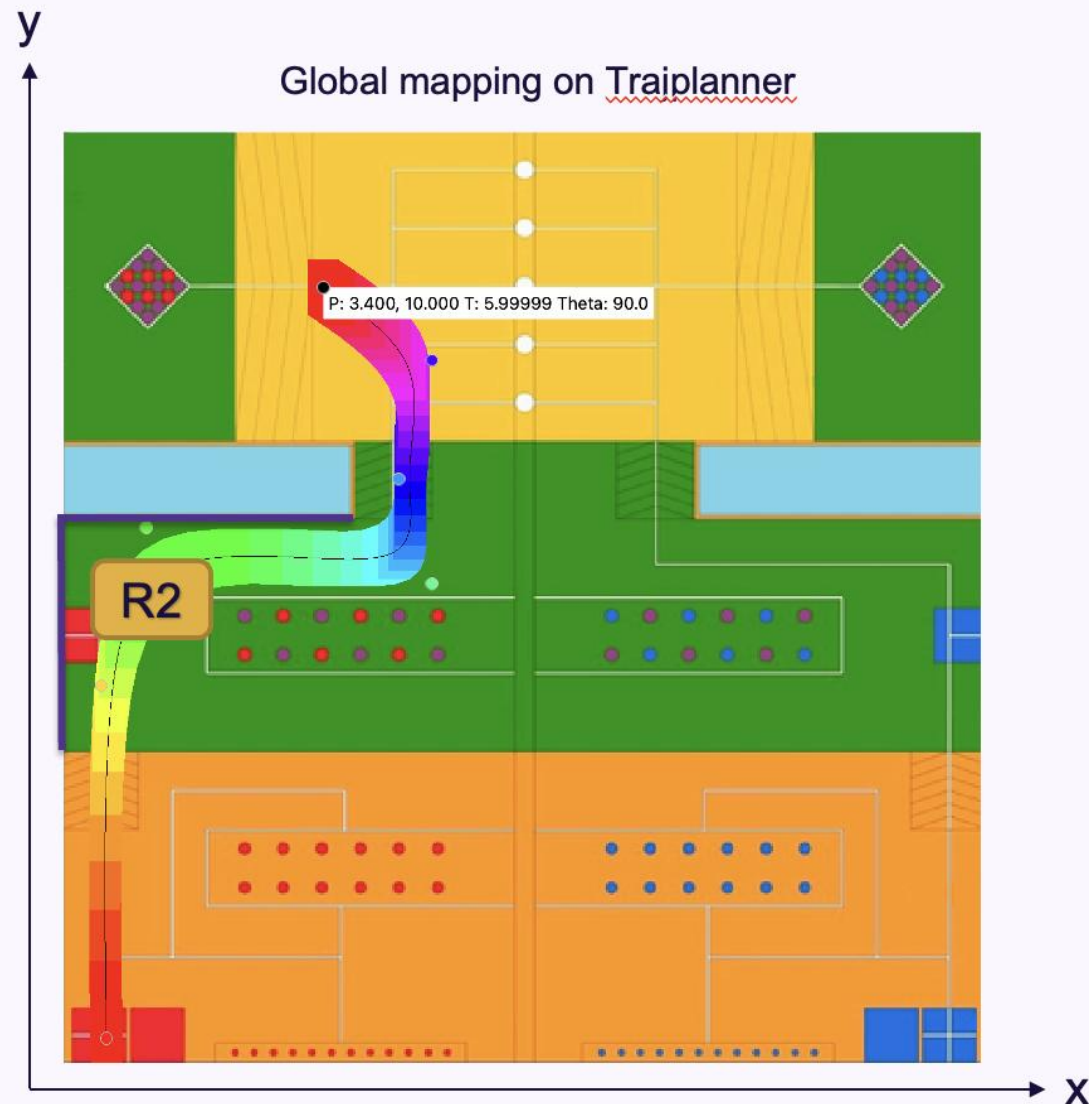 y
Global mapping on Trajplanner
P: 3.400, 10.000 T: 5.99999 Theta: 90.0
R2
x